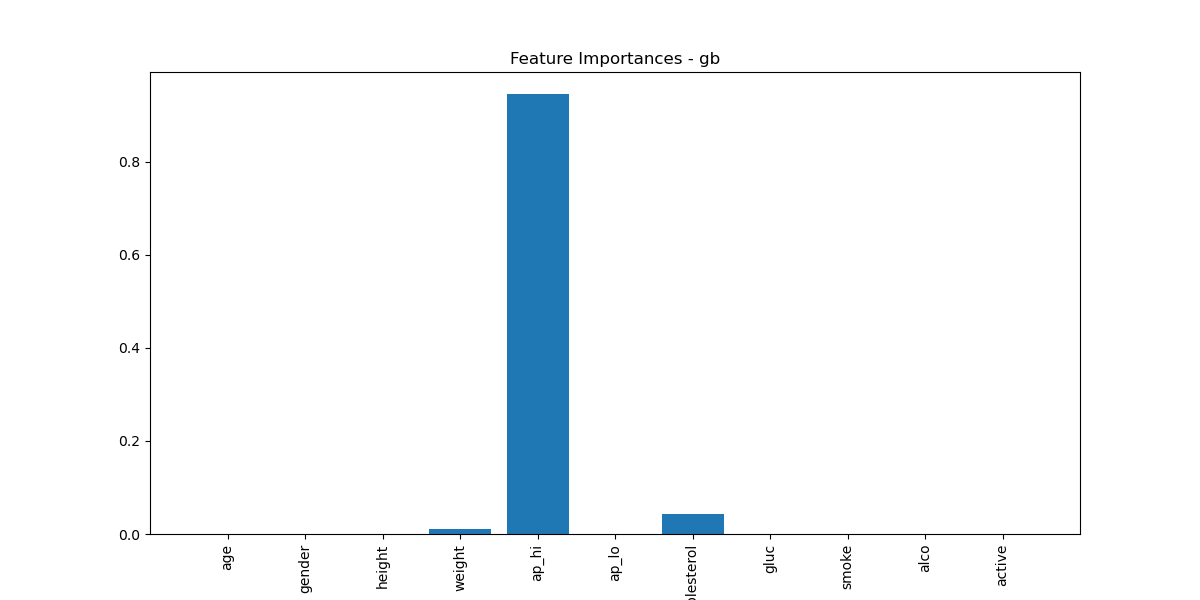 Feature Importances - gb
0.8
0.6
0.4
0.2
0.0
age
gender
height
weight
ap_hi
ap_lo
olesterol
gluc
smoke
alco
active